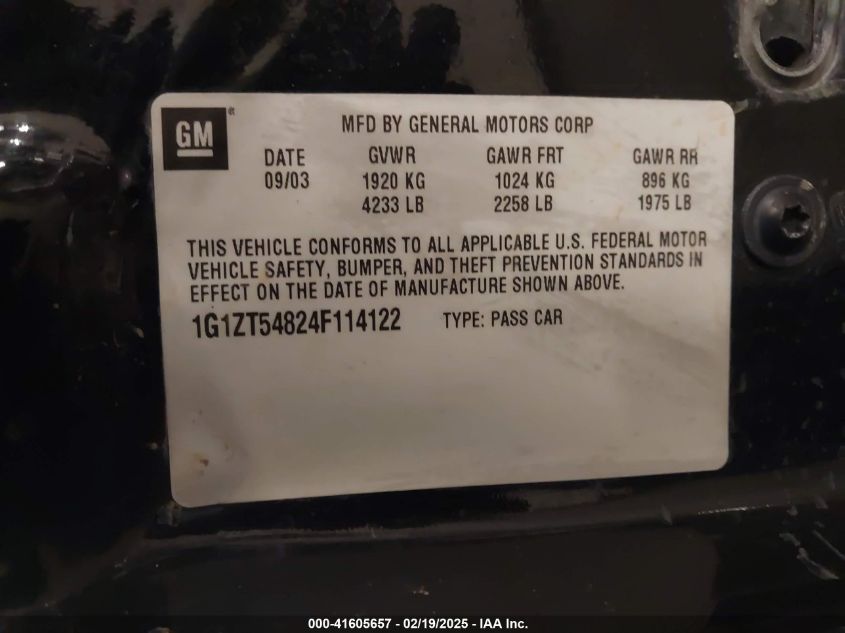 GM®
MFD BY GENERAL MOTORS CORP
DATE GVWR GAWR FRT GAWR RR
09/03 1920 KG 1024 KG 896 KG
4233 LB 2258 LB 1975 LB
THIS VEHICLE CONFORMS TO ALL APPLICABLE U.S. FEDERAL MOTOR
VEHICLE SAFETY, BUMPER, AND THEFT PREVENTION STANDARDS IN
EFFECT ON THE DATE OF MANUFACTURE SHOWN ABOVE.
1G1ZT54824F114122 TYPE: PASS CAR
000-41605657 - 02/19/2025 - IAA Inc.